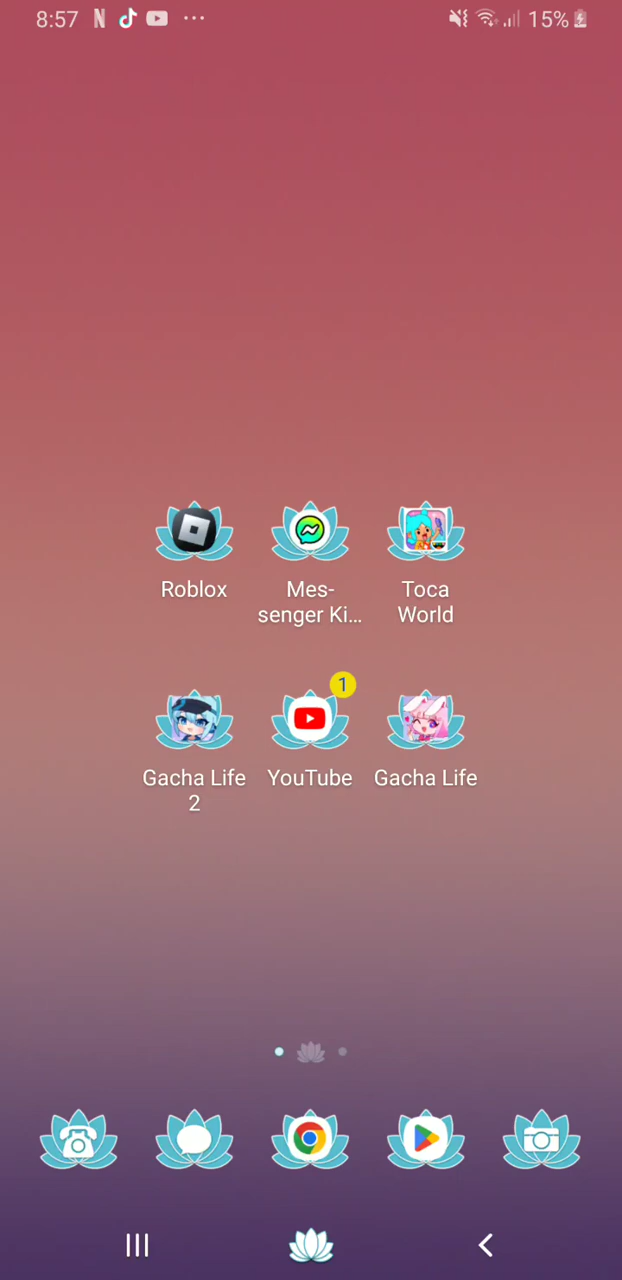 8:57
15%
Roblox
Mes-
senger Ki...
Toca
World
Gacha Life
2
1
YouTube
Gacha Life